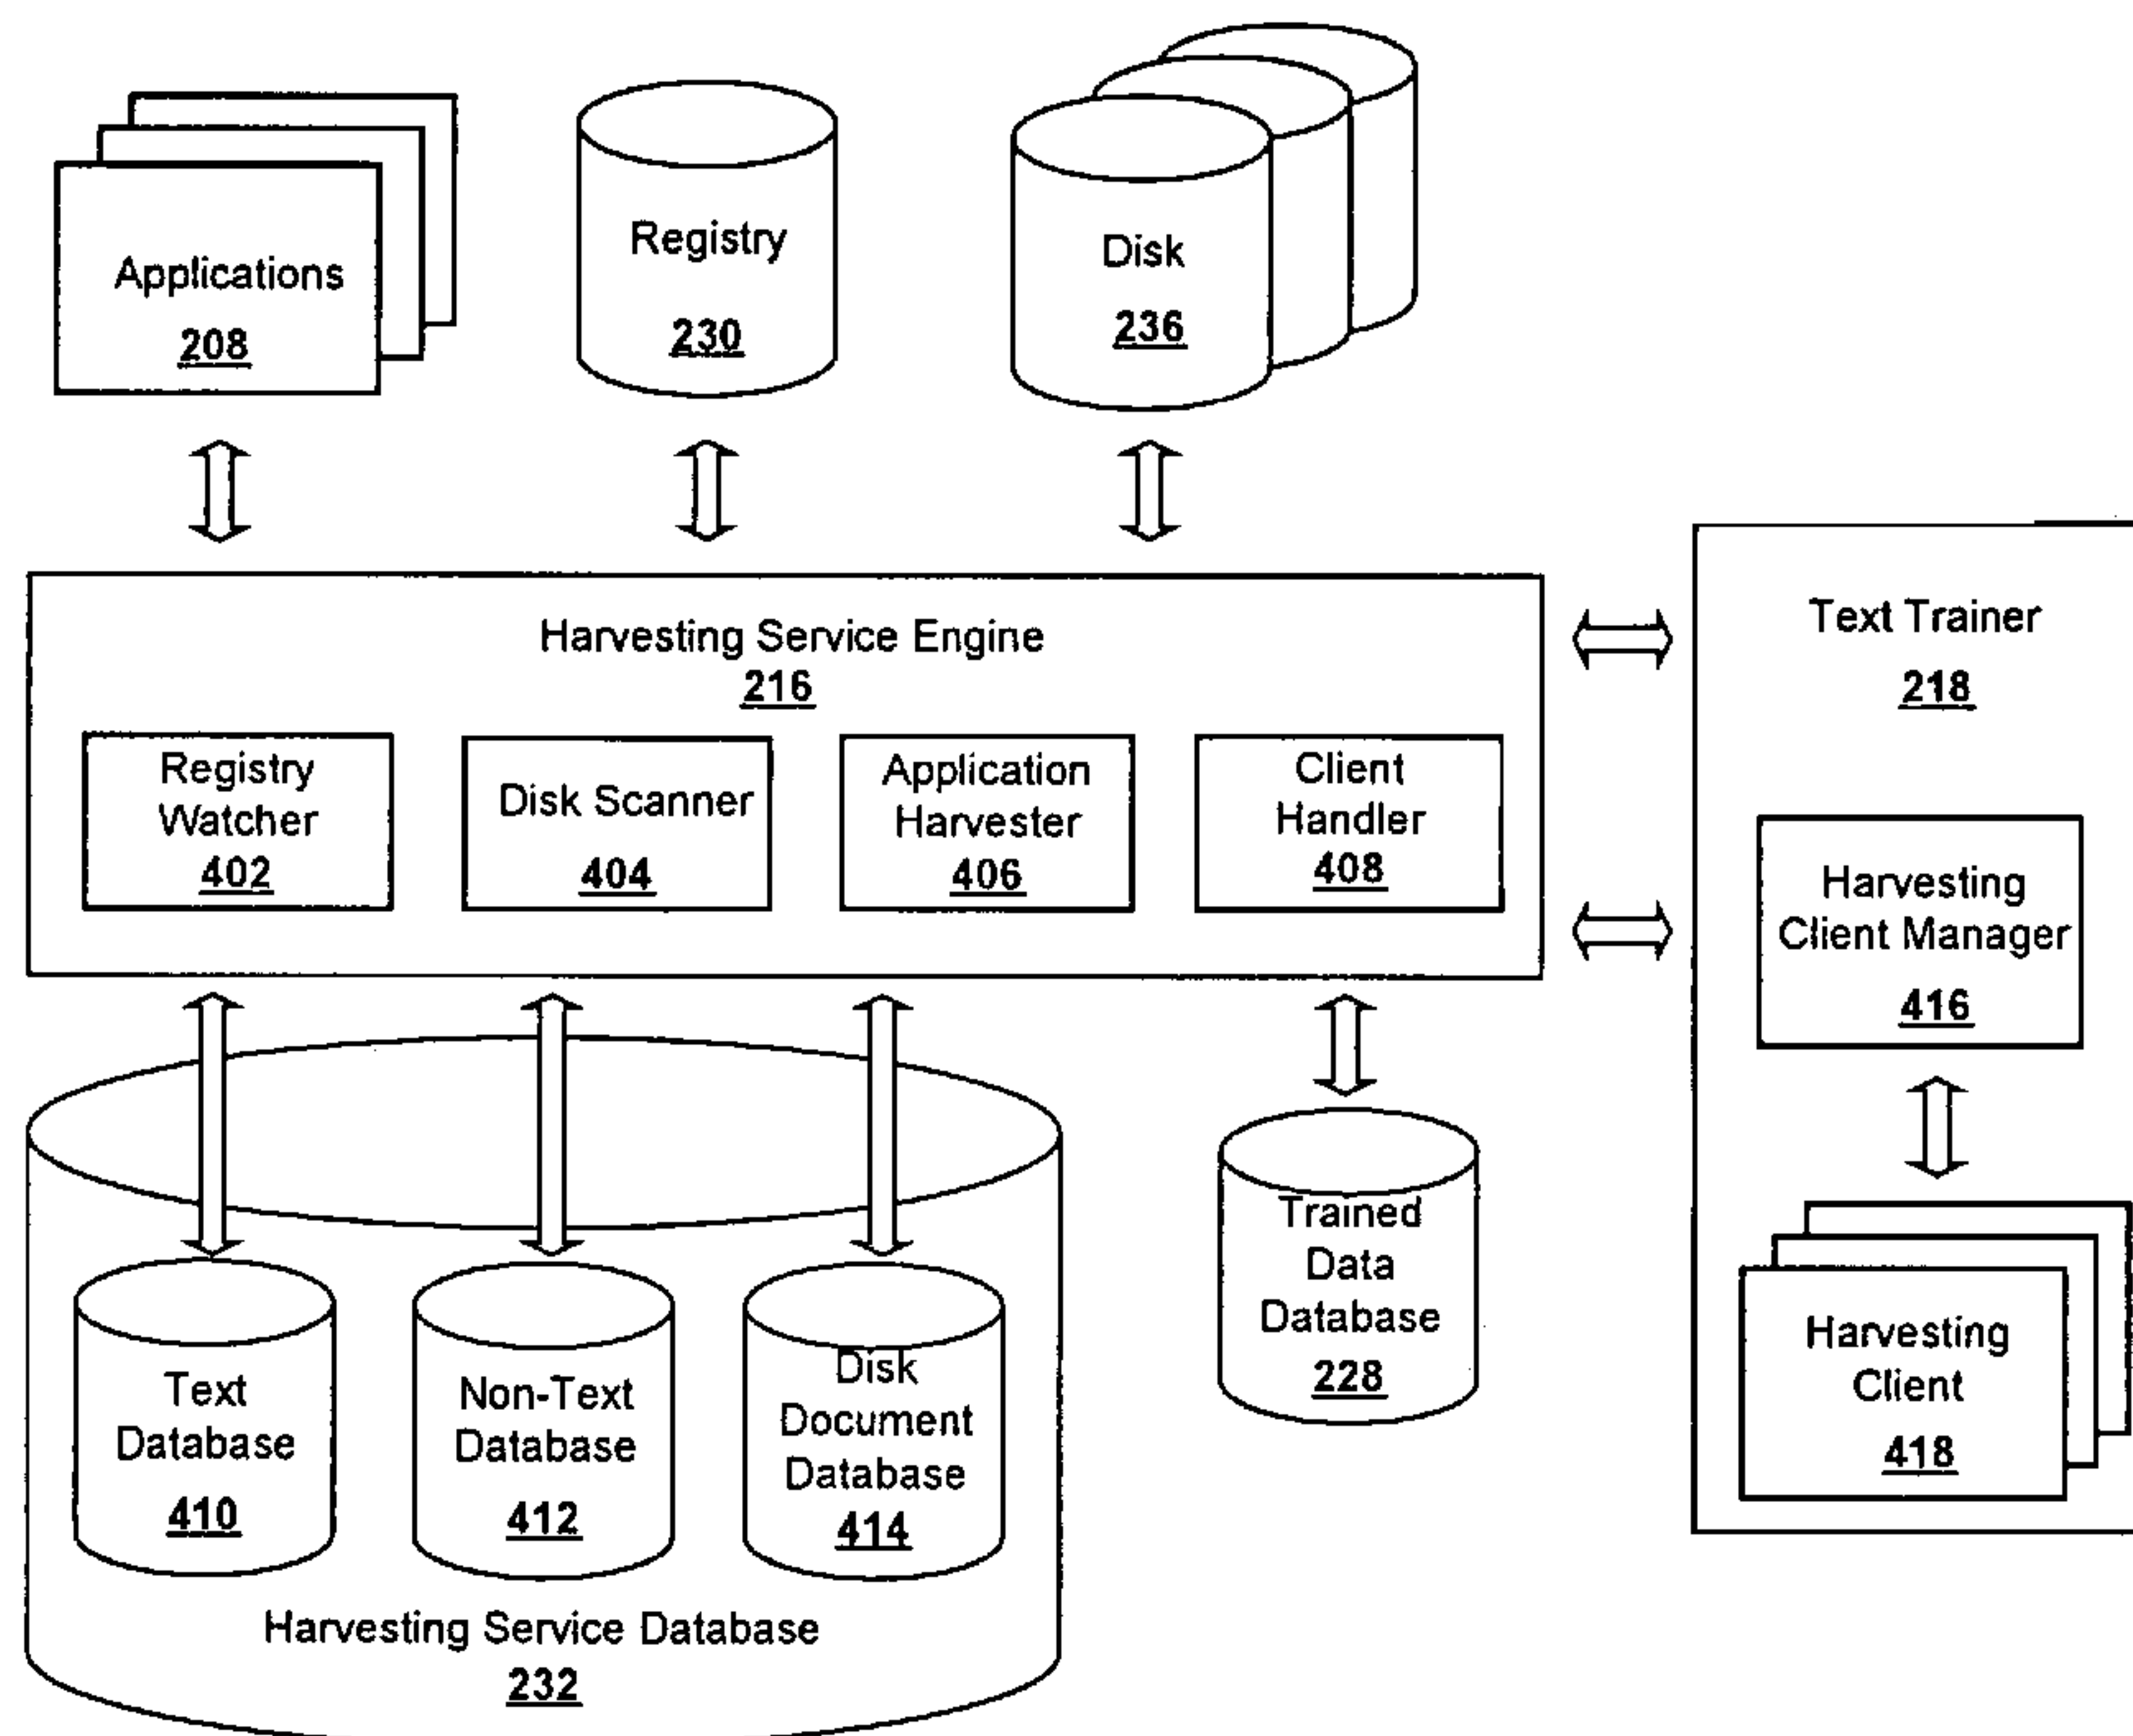 Applications
208
Registry
230
Disk
236
Harvesting Service Engine
216
Registry
Watcher
402
Disk Scanner
404
Application
Harvester
406
Client
Handler
408
Text Trainer
218
Harvesting
Client Manager
416
Harvesting
Client
418
Trained
Data
Database
228
Text
Database
410
Non-Text
Database
412
Disk
Document
Database
414
Harvesting Service Database
232